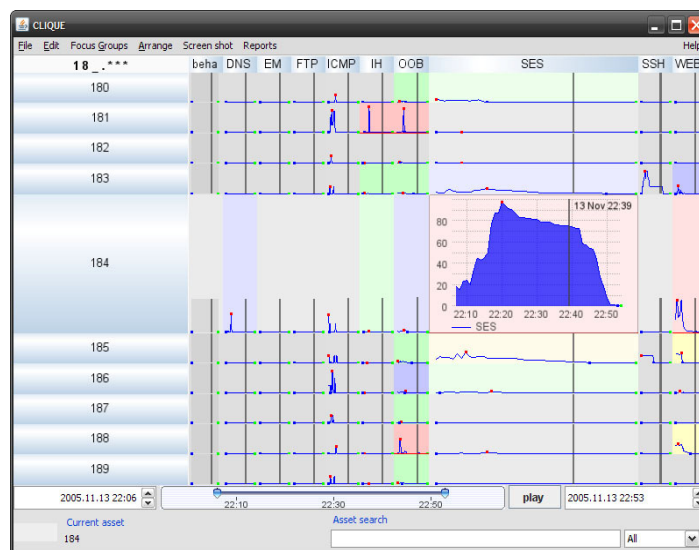 CLIQUE
File Edit Focus Groups Arrange Screen shot Reports Help
18_.*** beha DNS EM FTP ICMP IH OOB SES SSH WEB
180
181
182
183
13 Nov 22:39
80
60
40
20
0
22:10 22:20 22:30 22:40 22:50
SES
184
185
186
187
188
189
2005.11.13 22:06 22:10 22:30 22:50 play 2005.11.13 22:53
Current asset Asset search
184 All